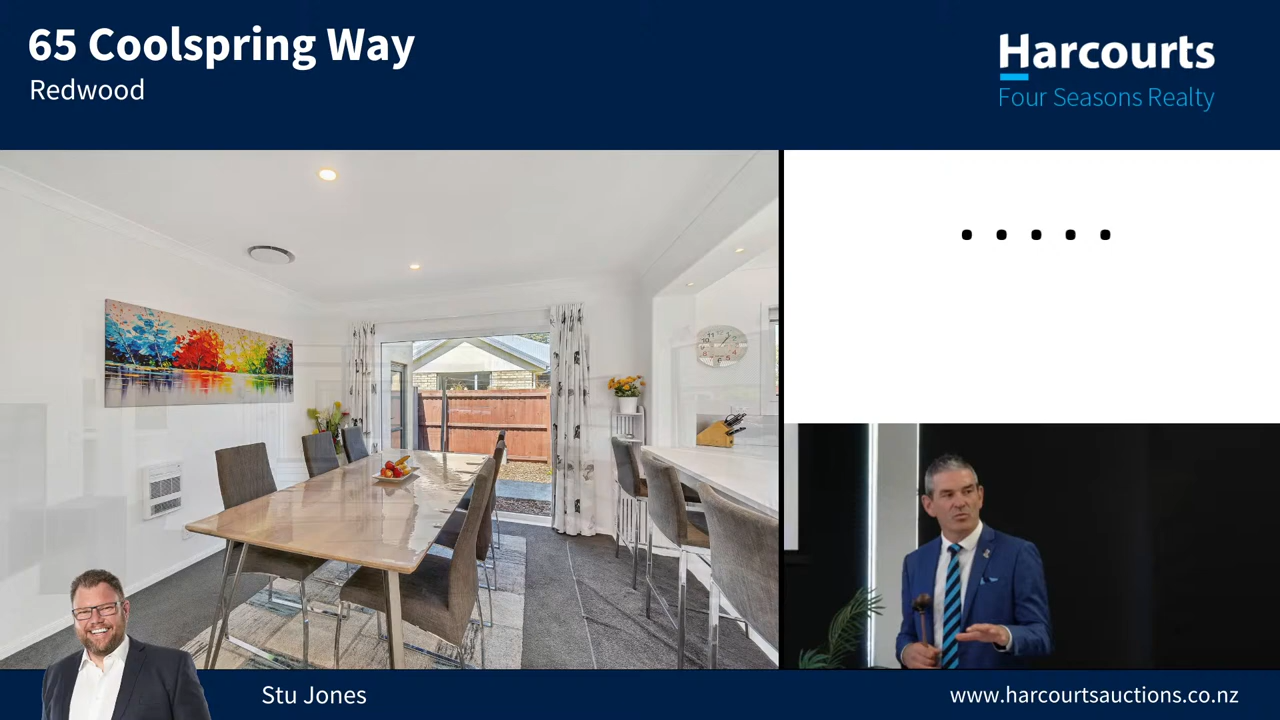 65 Coolspring Way
Redwood
Harcourts
Four Seasons Realty
• • • • •
Stu Jones
www.harcourtsauctions.co.nz